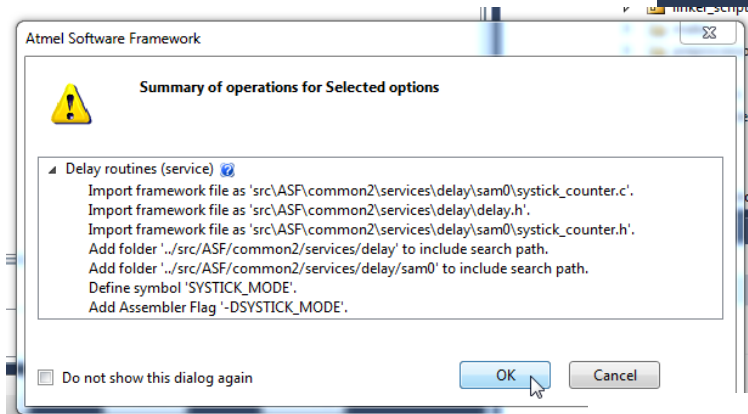 linker_script
Atmel Software Framework
Summary of operations for Selected options
Delay routines (service)
Import framework file as 'src\ASF\common2\services\delay\sam0\systick_counter.c'.
Import framework file as 'src\ASF\common2\services\delay\delay.h'.
Import framework file as 'src\ASF\common2\services\delay\sam0\systick_counter.h'.
Add folder '../src/ASF/common2/services/delay' to include search path.
Add folder '../src/ASF/common2/services/delay/sam0' to include search path.
Define symbol 'SYSTICK_MODE'.
Add Assembler Flag '-DSYSTICK_MODE'.
Do not show this dialog again
OK
Cancel